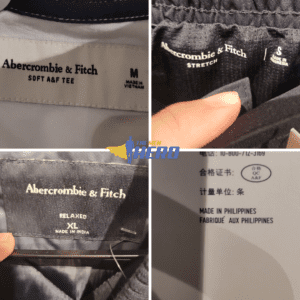 Abercrombie & Fitch
SOFT A&F TEE
M
MADE IN
VIETNAM
Abercrombie & Fitch
STRETCH
S
Abercrombie & Fitch
RELAXED
XL
MADE IN INDIA
合格证书:
计量单位: 条
MADE IN PHILIPPINES
FABRIQUÉ AUX PHILIPPINES